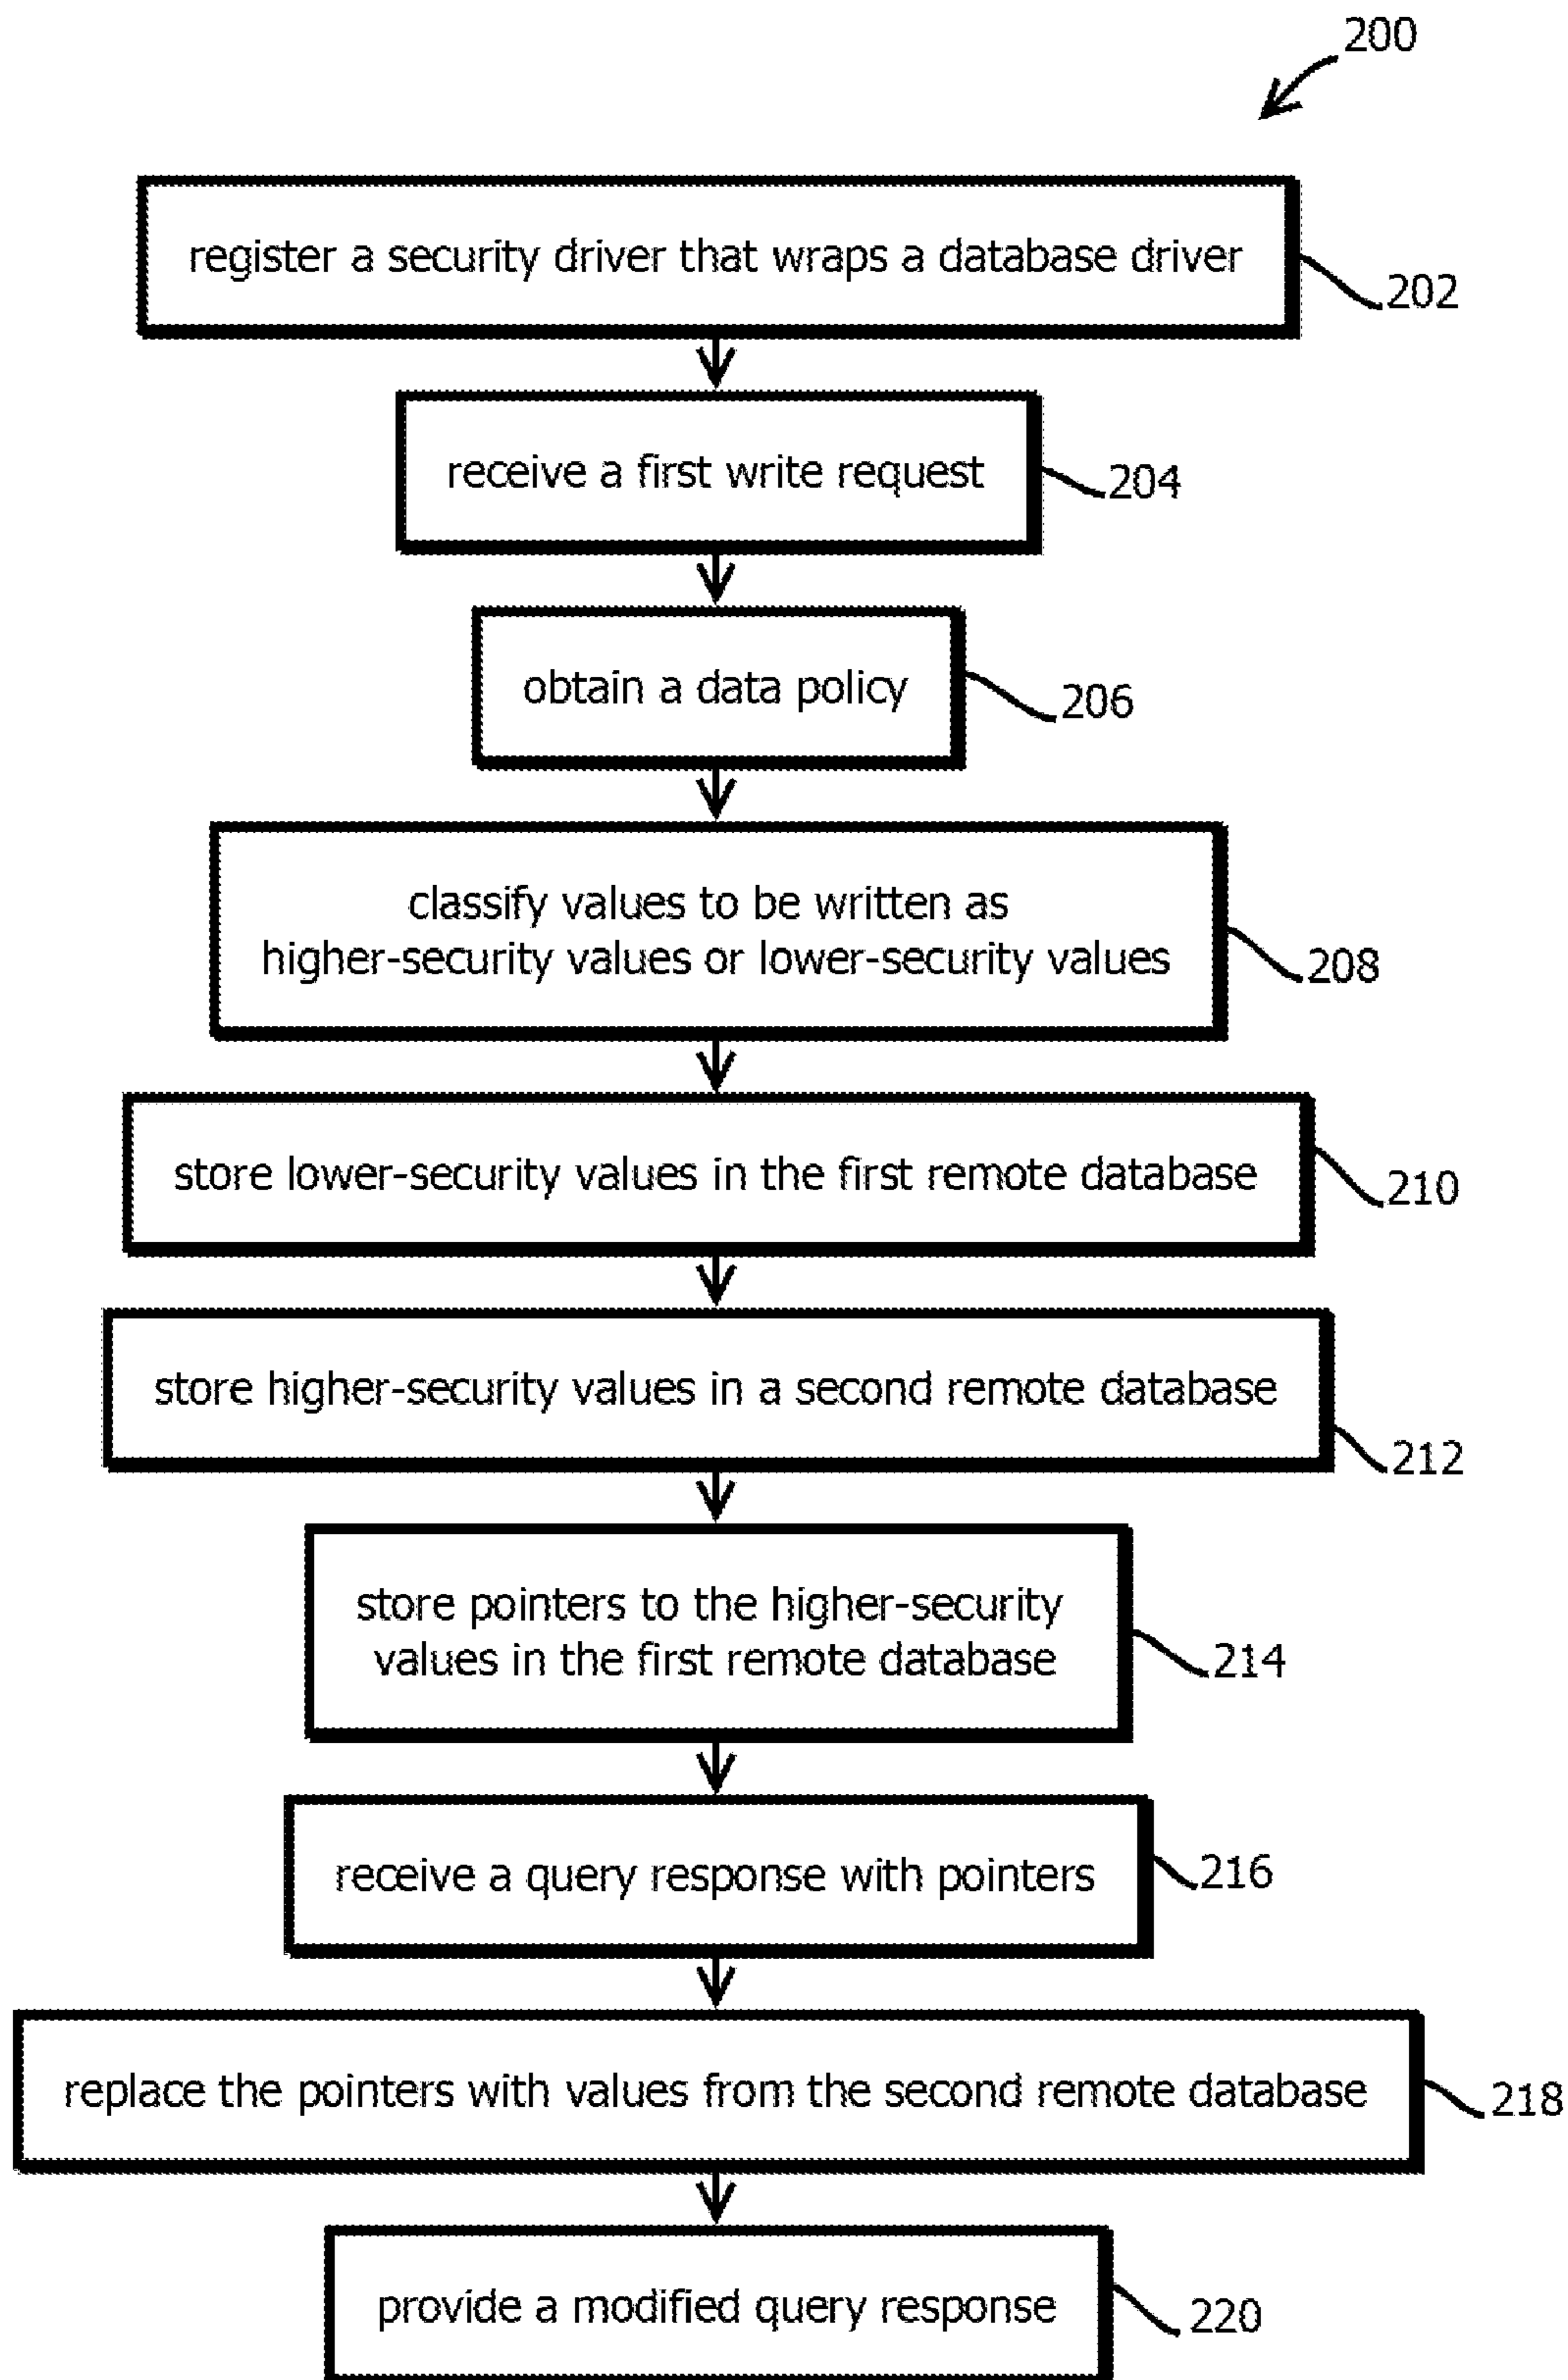 200
register a security driver that wraps a database driver
202
receive a first write request
204
obtain a data policy
206
classify values to be written as
higher-security values or lower-security values
208
store lower-security values in the first remote database
210
store higher-security values in a second remote database
212
store pointers to the higher-security
values in the first remote database
214
receive a query response with pointers
216
replace the pointers with values from the second remote database
218
provide a modified query response
220